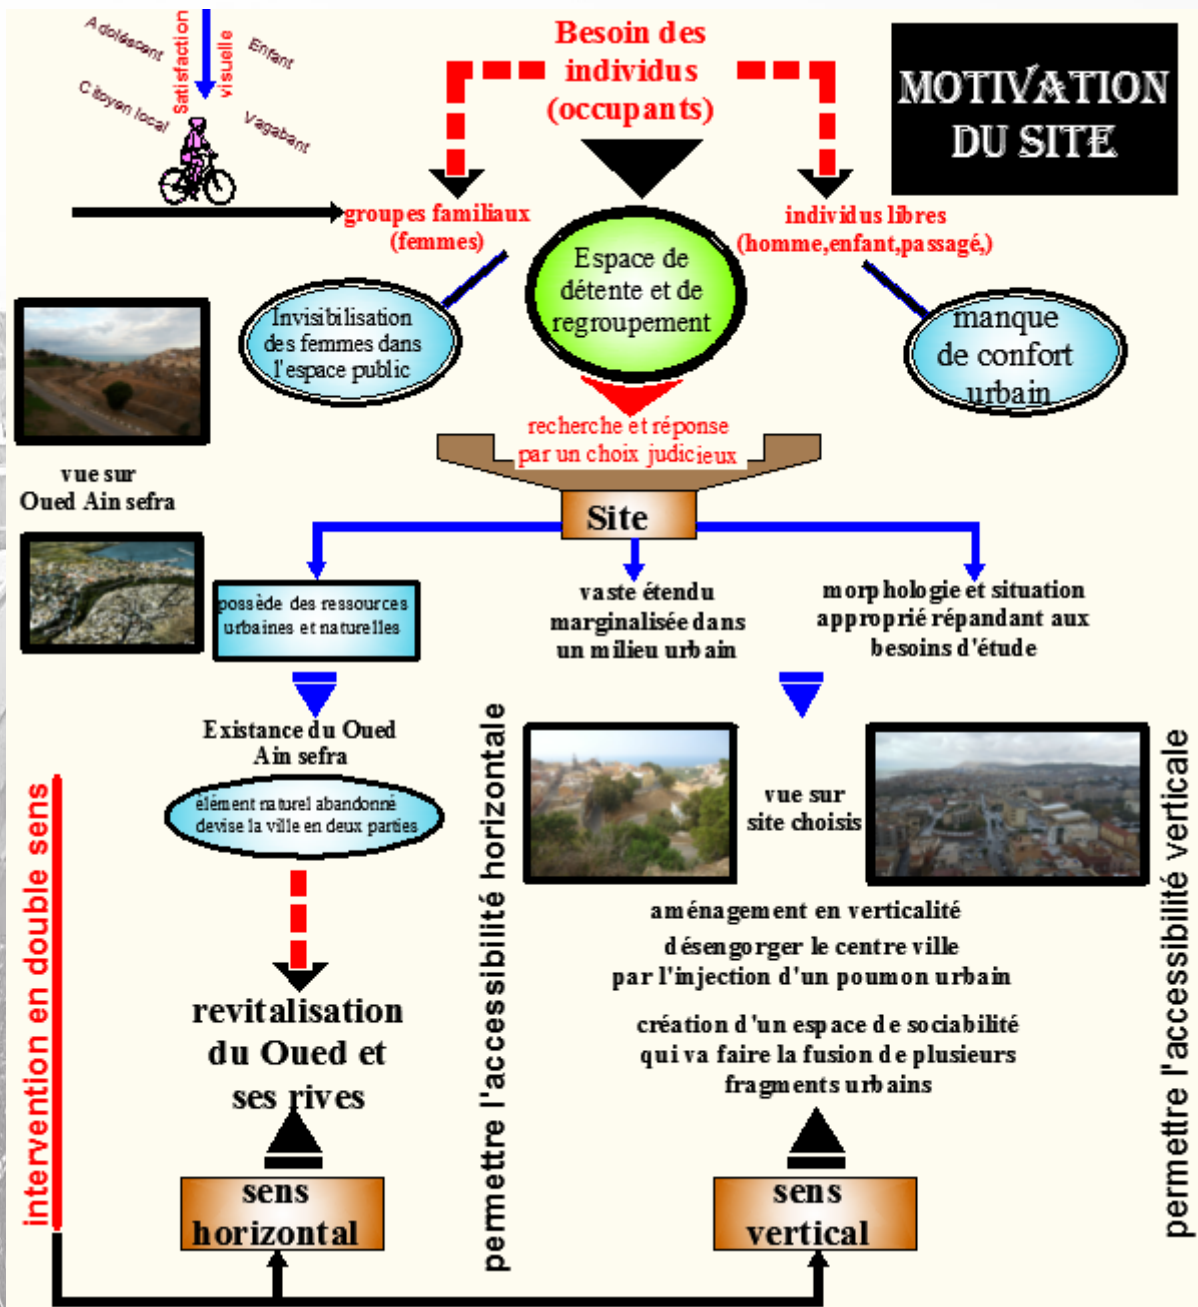 Adoléscent
Satisfaction
visuelle
Enfant
Citoyen local
Vagabant
Besoin des
individus
(occupants)
MOTIVATION
DU SITE
groupes familiaux
(femmes)
individus libres
(homme,enfant,passagé,)
Espace de
détente et de
regroupement
Invisibilisation
des femmes dans
l'espace public
manque
de confort
urbain
recherche et réponse
par un choix judicieux
vue sur
Oued Ain sefra
Site
possède des ressources
urbaines et naturelles
vaste étendu
marginalisée dans
un milieu urbain
morphologie et situation
approprié répandant aux
besoins d'étude
Existance du Oued
Ain sefra
élément naturel abandonné
devise la ville en deux parties
vue sur
site choisis
intervention en double sens
permettre l'accessibilité horizontale
permettre l'accessibilité verticale
revitalisation
du Oued et
ses rives
aménagement en verticalité
désengorger le centre ville
par l'injection d'un poumon urbain
création d'un espace de sociabilité
qui va faire la fusion de plusieurs
fragments urbains
sens
horizontal
sens
vertical